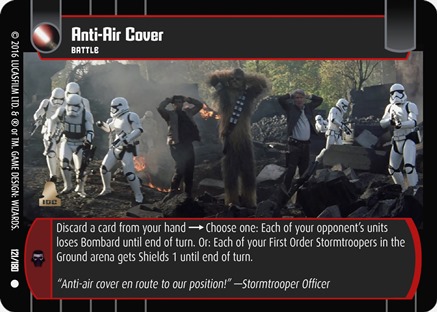 Anti-Air Cover
BATTLE
© 2016 LUCASFILM LTD. & ® or TM. GAME DESIGN: WIZARDS.
Discard a card from your hand → Choose one: Each of your opponent's units
loses Bombard until end of turn. Or: Each of your First Order Stormtroopers in the
Ground arena gets Shields 1 until end of turn.
"Anti-air cover en route to our position!" —Stormtrooper Officer